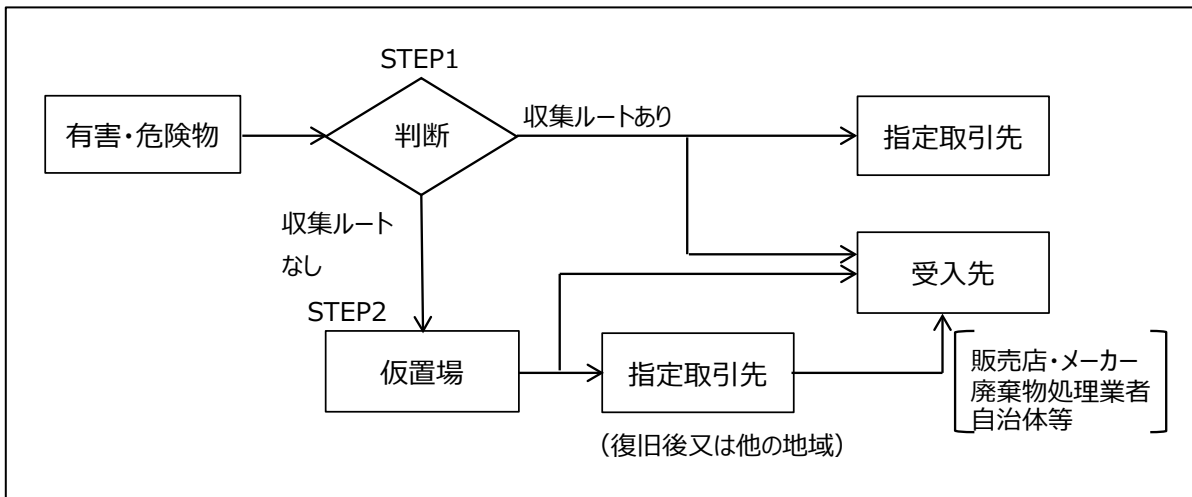 STEP1
有害・危険物
判断
収集ルートあり
指定取引先
収集ルート
なし
受入先
STEP2
仮置場
指定取引先
販売店・メーカー
廃棄物処理業者
自治体等
（復旧後又は他の地域）